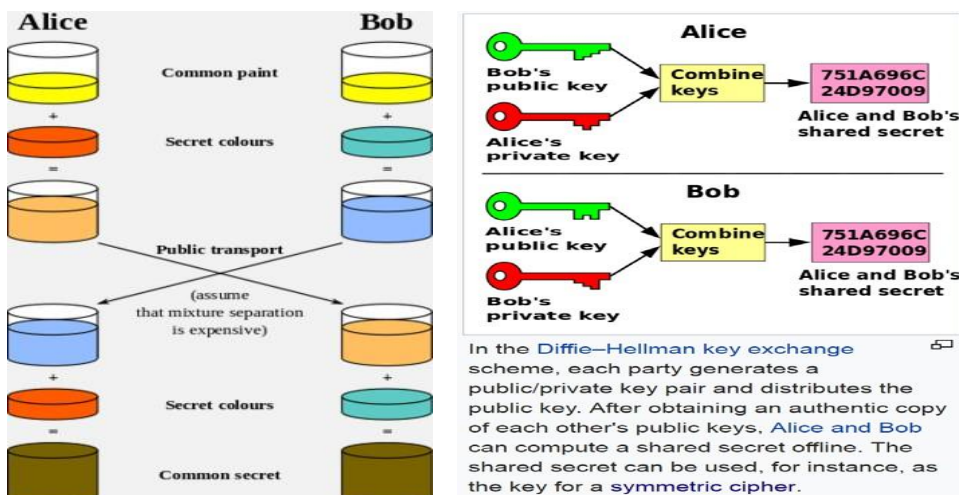 Alice
Bob
Common paint
+
+
Secret colours
=
=
Public transport
(assume
that mixture separation
is expensive)
+
+
Secret colours
=
=
Common secret
Alice
Bob's
public key
Combine
keys
751A696C
24D97009
Alice's
private key
Alice and Bob's
shared secret
Bob
Alice's
public key
Combine
keys
751A696C
24D97009
Bob's
private key
Alice and Bob's
shared secret
In the Diffie–Hellman key exchange
scheme, each party generates a
public/private key pair and distributes the
public key. After obtaining an authentic copy
of each other's public keys, Alice and Bob
can compute a shared secret offline. The
shared secret can be used, for instance, as
the key for a symmetric cipher.